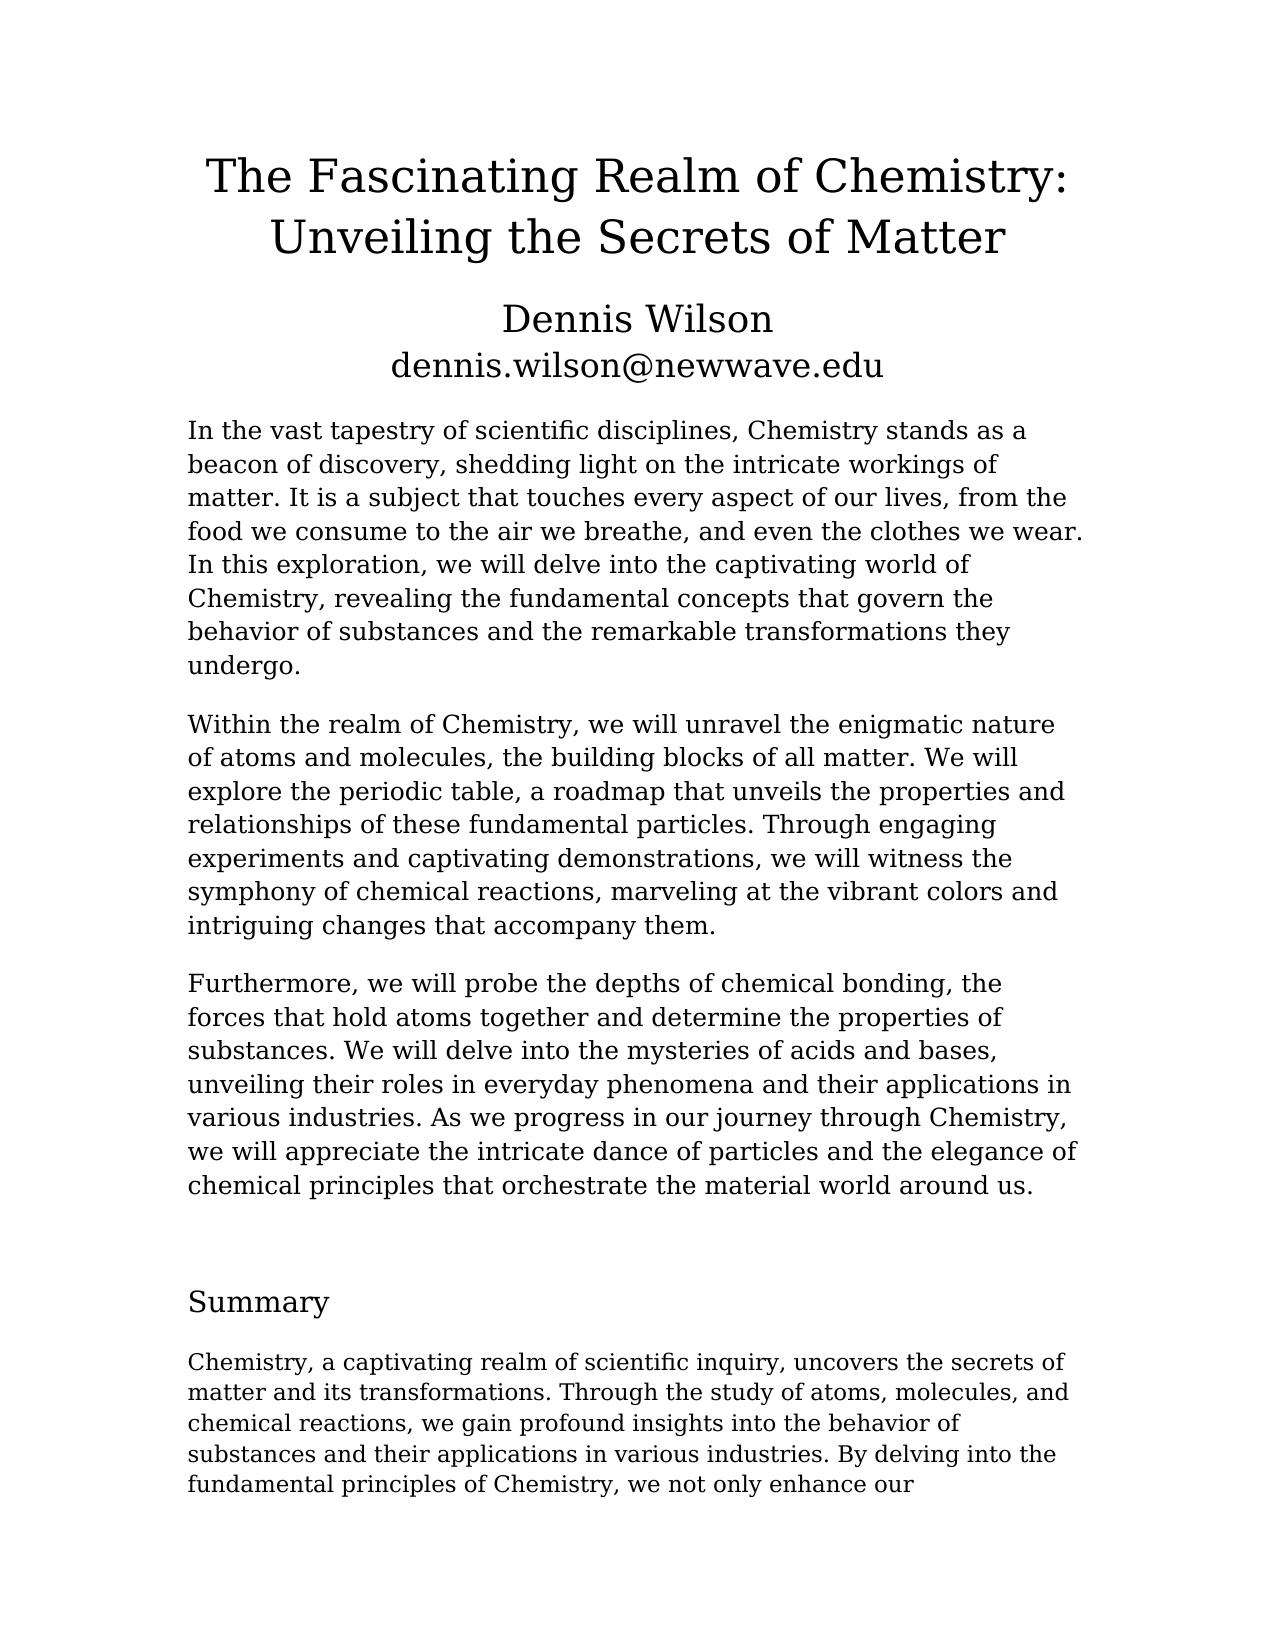 The Fascinating Realm of Chemistry:
Unveiling the Secrets of Matter
Dennis Wilson
dennis.wilson@newwave.edu
In the vast tapestry of scientific disciplines, Chemistry stands as a
beacon of discovery, shedding light on the intricate workings of
matter. It is a subject that touches every aspect of our lives, from the
food we consume to the air we breathe, and even the clothes we wear.
In this exploration, we will delve into the captivating world of
Chemistry, revealing the fundamental concepts that govern the
behavior of substances and the remarkable transformations they
undergo.
Within the realm of Chemistry, we will unravel the enigmatic nature
of atoms and molecules, the building blocks of all matter. We will
explore the periodic table, a roadmap that unveils the properties and
relationships of these fundamental particles. Through engaging
experiments and captivating demonstrations, we will witness the
symphony of chemical reactions, marveling at the vibrant colors and
intriguing changes that accompany them.
Furthermore, we will probe the depths of chemical bonding, the
forces that hold atoms together and determine the properties of
substances. We will delve into the mysteries of acids and bases,
unveiling their roles in everyday phenomena and their applications in
various industries. As we progress in our journey through Chemistry,
we will appreciate the intricate dance of particles and the elegance of
chemical principles that orchestrate the material world around us.
Summary
Chemistry, a captivating realm of scientific inquiry, uncovers the secrets of
matter and its transformations. Through the study of atoms, molecules, and
chemical reactions, we gain profound insights into the behavior of
substances and their applications in various industries. By delving into the
fundamental principles of Chemistry, we not only enhance our